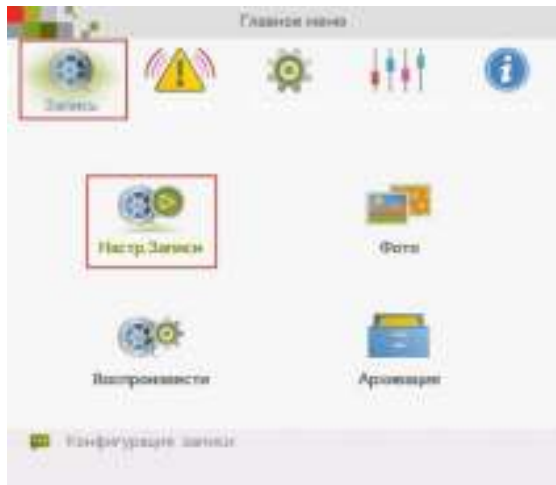 Главное меню
Запись
Настр.Записи
Фото
Воспроизвести
Архивация
Конфигурация записи